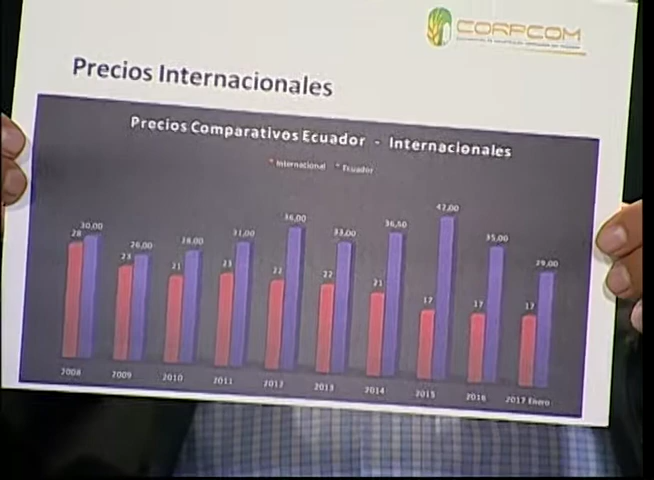 CORPCOM
Precios Internacionales
Precios Comparativos Ecuador - Internacionales
Internacional Ecuador
28 30,00
23 26,00
21 28,00
23 31,00
22 36,00
22 33,00
21 36,50
17 42,00
17 35,00
17 29,00
2008 2009 2010 2011 2012 2013 2014 2015 2016 2017 Enero